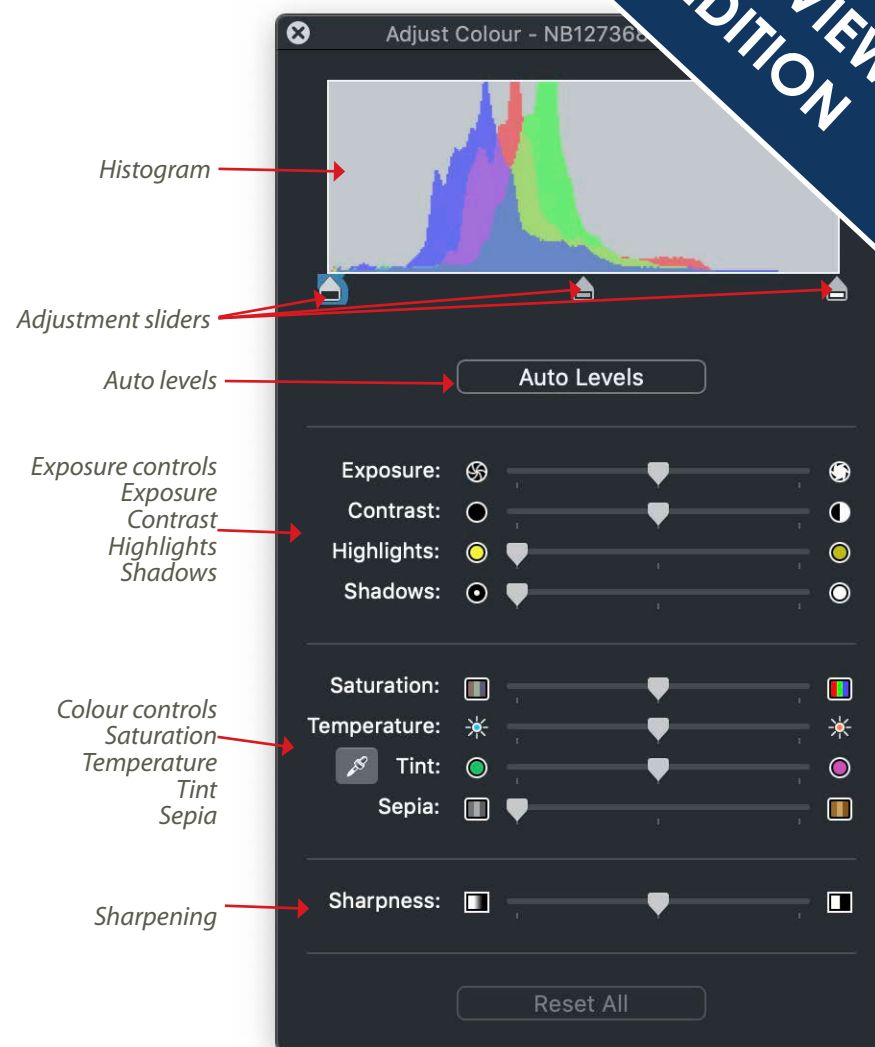 Adjust Colour - NB127368
EDITION
Histogram
Adjustment sliders
Auto levels
Auto Levels
Exposure controls
Exposure
Contrast
Highlights
Shadows
Exposure:
Contrast:
Highlights:
Shadows:
Colour controls
Saturation
Temperature
Tint
Sepia
Saturation:
Temperature:
Tint:
Sepia:
Sharpening
Sharpness:
Reset All